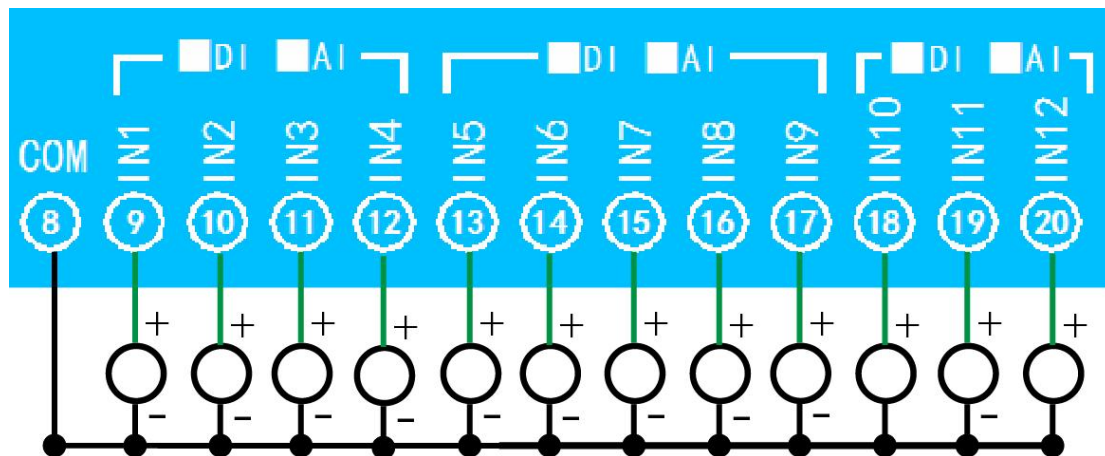 DI AI DI AI DI AI
COM IN1 IN2 IN3 IN4 IN5 IN6 IN7 IN8 IN9 IN10 IN11 IN12
8 9 10 11 12 13 14 15 16 17 18 19 20
+ + + + + + + + + + +
- - - - - - - - - -